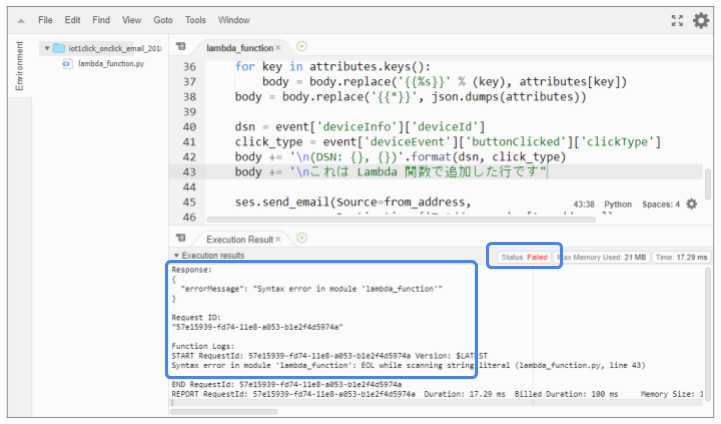 File Edit Find View Goto Tools Window
Environment
iot1click_onclick_email_201
lambda_function.py
lambda_function
36 for key in attributes.keys():
37 body = body.replace('{{%s}}' % (key), attributes[key])
38 body = body.replace('{{*}}', json.dumps(attributes))
39
40 dsn = event['deviceInfo']['deviceId']
41 click_type = event['deviceEvent']['buttonClicked']['clickType']
42 body += '\n(DSN: {}, {})'.format(dsn, click_type)
43 body += '\nこれは Lambda 関数で追加した行です"
44
45 ses.send_email(Source=from_address,
46
43:38 Python Spaces: 4
Execution Result
Execution results
Status: Failed Max Memory Used: 21 MB Time: 17.29 ms
Response:
{
"errorMessage": "Syntax error in module 'lambda_function'"
}
Request ID:
"57e15939-fd74-11e8-a053-b1e2f4d5974a"
Function Logs:
START RequestId: 57e15939-fd74-11e8-a053-b1e2f4d5974a Version: $LATEST
Syntax error in module 'lambda_function': EOL while scanning string literal (lambda_function.py, line 43)
END RequestId: 57e15939-fd74-11e8-a053-b1e2f4d5974a
REPORT RequestId: 57e15939-fd74-11e8-a053-b1e2f4d5974a Duration: 17.29 ms Billed Duration: 100 ms Memory Size: 1